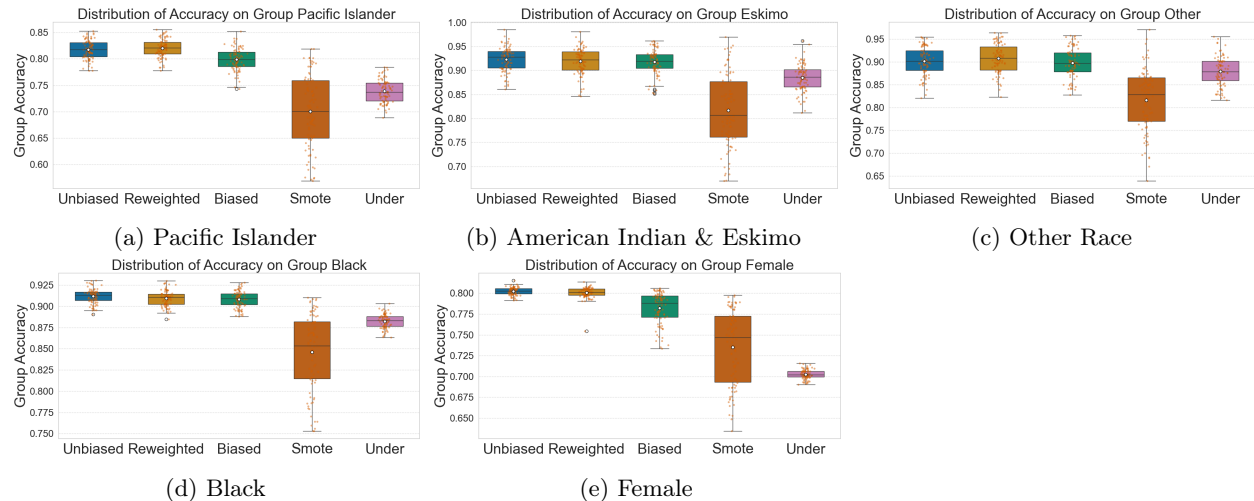 Distribution of Accuracy on Group Pacific Islander
Group Accuracy
0.85
0.80
0.75
0.70
0.65
0.60
Unbiased Reweighted Biased Smote Under
(a) Pacific Islander
Distribution of Accuracy on Group Eskimo
Group Accuracy
1.00
0.95
0.90
0.85
0.80
0.75
0.70
Unbiased Reweighted Biased Smote Under
(b) American Indian & Eskimo
Distribution of Accuracy on Group Other
Group Accuracy
1.00
0.95
0.90
0.85
0.80
0.75
0.70
0.65
Unbiased Reweighted Biased Smote Under
(c) Other Race
Distribution of Accuracy on Group Black
Group Accuracy
0.925
0.900
0.875
0.850
0.825
0.800
0.775
0.750
Unbiased Reweighted Biased Smote Under
(d) Black
Distribution of Accuracy on Group Female
Group Accuracy
0.800
0.775
0.750
0.725
0.700
0.675
0.650
Unbiased Reweighted Biased Smote Under
(e) Female